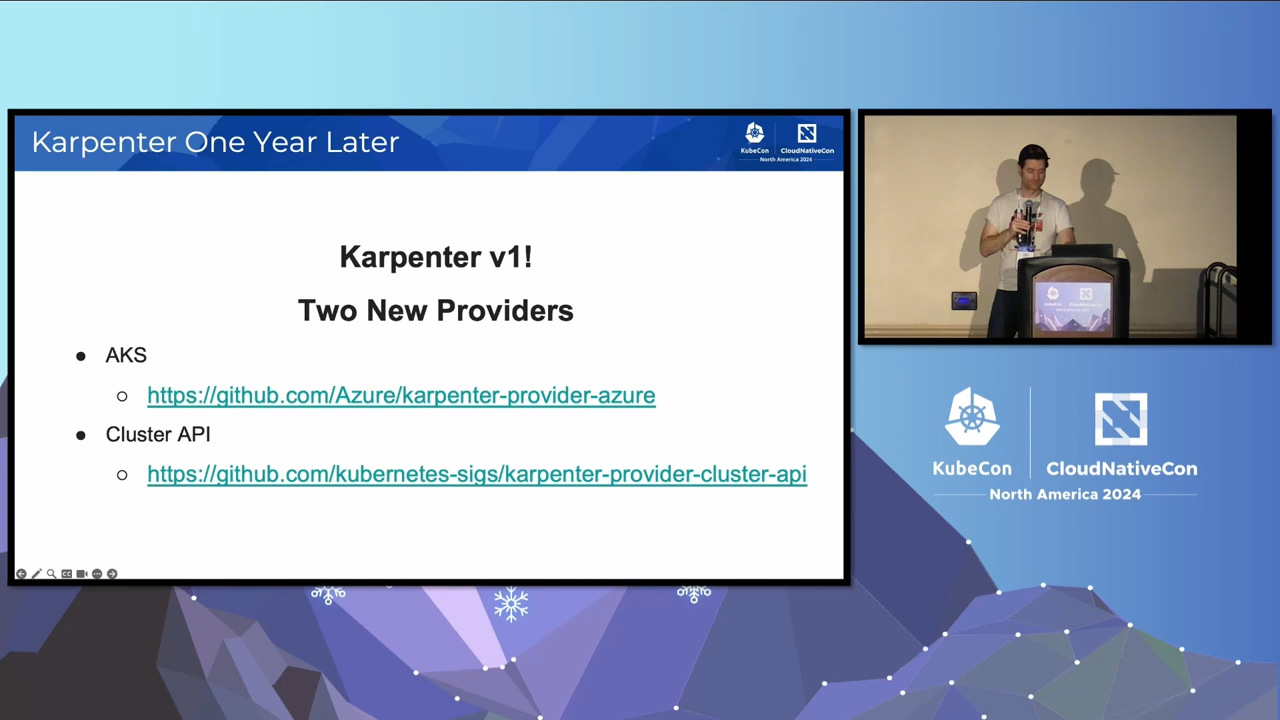 Karpenter One Year Later
KubeCon
CloudNativeCon
North America 2024
Karpenter v1!
Two New Providers
● AKS
○ https://github.com/Azure/karpenter-provider-azure
● Cluster API
○ https://github.com/kubernetes-sigs/karpenter-provider-cluster-api
KubeCon
CloudNativeCon
North America 2024